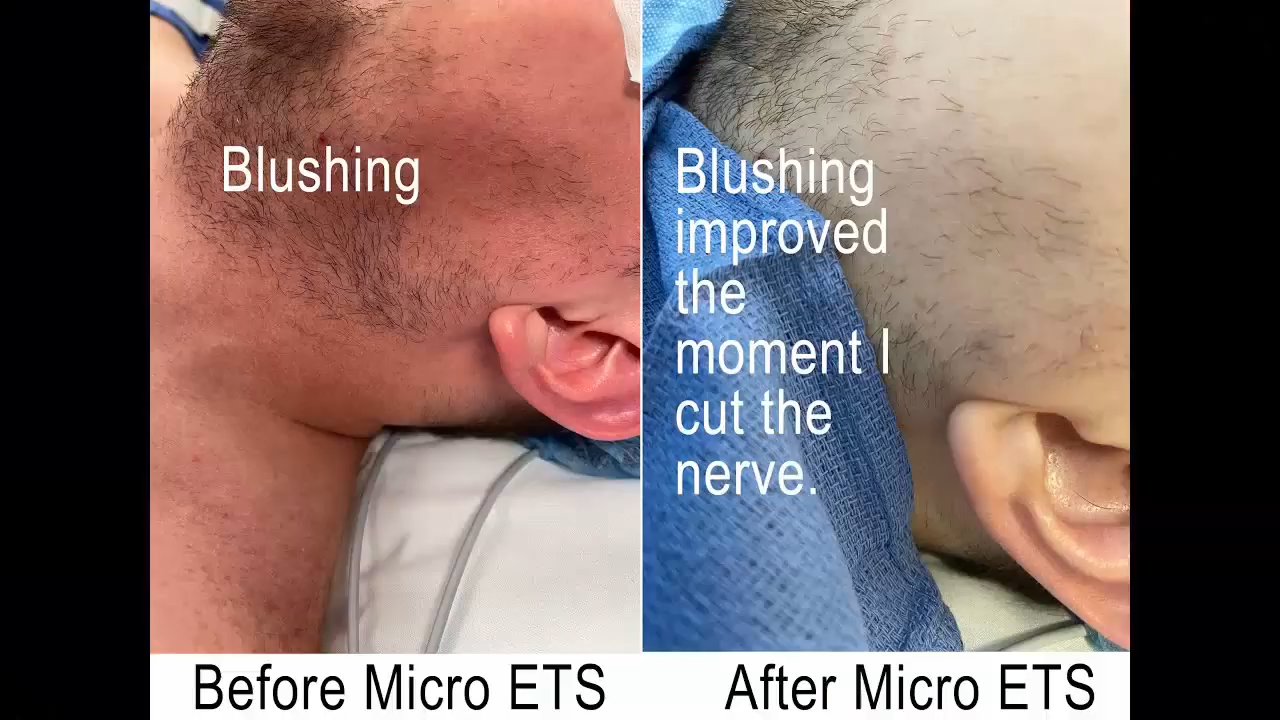 Blushing
Blushing
improved
the
moment I
cut the
nerve.
Before Micro ETS
After Micro ETS